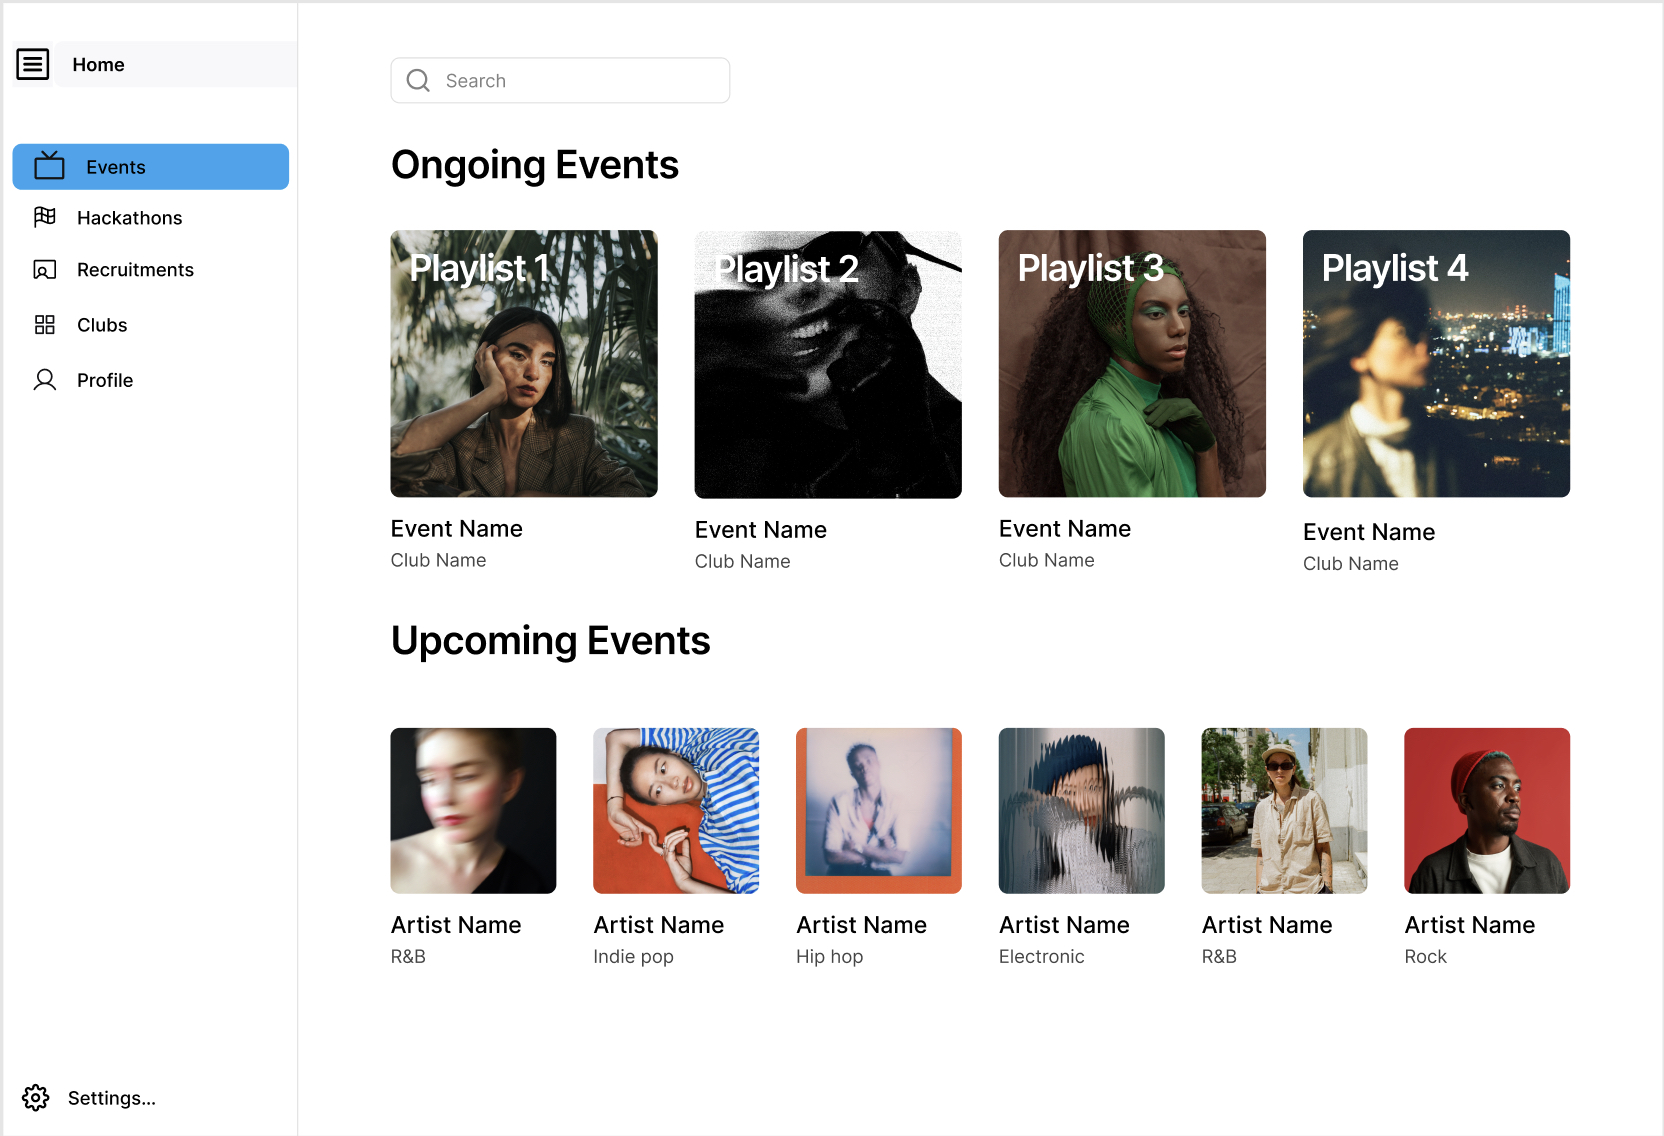 Home
Events
Hackathons
Recruitments
Clubs
Profile
Settings...
Search
Ongoing Events
Playlist 1
Playlist 2
Playlist 3
Playlist 4
Event Name
Event Name
Event Name
Event Name
Club Name
Club Name
Club Name
Club Name
Upcoming Events
Artist Name
Artist Name
Artist Name
Artist Name
Artist Name
Artist Name
R&B
Indie pop
Hip hop
Electronic
R&B
Rock